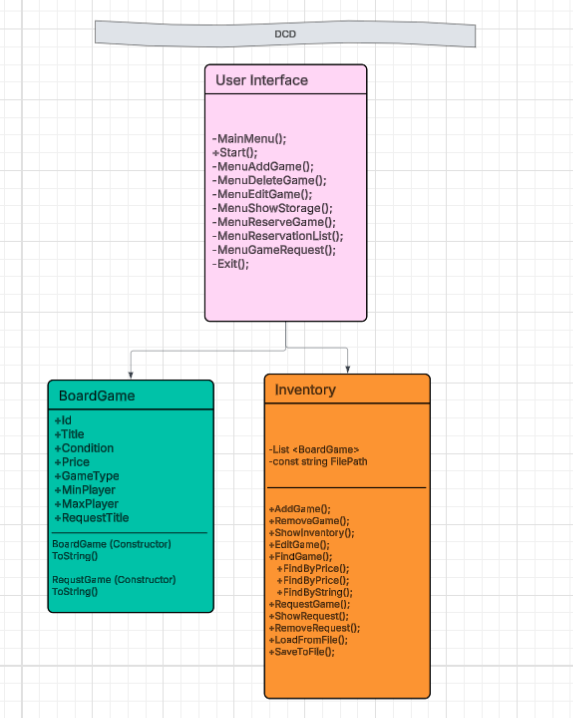 DCD
User Interface
-MainMenu();
+Start();
-MenuAddGame();
-MenuDeleteGame();
-MenuEditGame();
-MenuShowStorage();
-MenuReserveGame();
-MenuReservationList();
-MenuGameRequest();
-Exit();
BoardGame
+Id
+Title
+Condition
+Price
+GameType
+MinPlayer
+MaxPlayer
+RequestTitle
BoardGame (Constructor)
ToString()
RequstGame (Constructor)
ToString()
Inventory
-List <BoardGame>
-const string FilePath
+AddGame();
+RemovaGame();
+ShowInventory();
+EditGame();
+FindGame();
+FindByPrice();
+FindByPrice();
+FindByString();
+RequestGame();
+ShowRequest();
+RemoveRequest();
+LoadFromFile();
+SaveToFile();